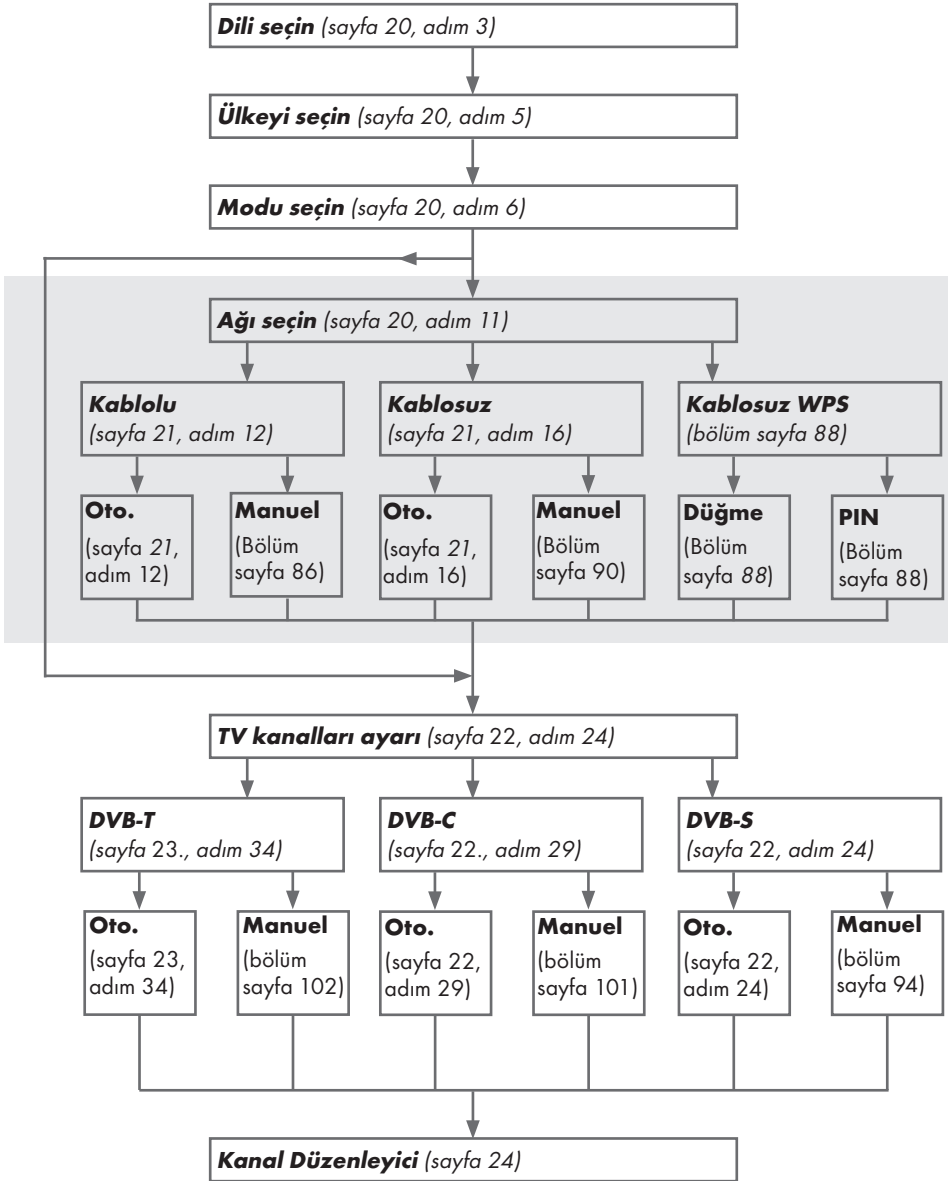 Dili seçin (sayfa 20, adım 3)
Ülkeyi seçin (sayfa 20, adım 5)
Modu seçin (sayfa 20, adım 6)
Ağı seçin (sayfa 20, adım 11)
Kablolu
(sayfa 21, adım 12)
Kablosuz
(sayfa 21, adım 16)
Kablosuz WPS
(bölüm sayfa 88)
Oto.
(sayfa 21,
adım 12)
Manuel
(Bölüm
sayfa 86)
Oto.
(sayfa 21,
adım 16)
Manuel
(Bölüm
sayfa 90)
Düğme
(Bölüm
sayfa 88)
PIN
(Bölüm
sayfa 88)
TV kanalları ayarı (sayfa 22, adım 24)
DVB-T
(sayfa 23., adım 34)
DVB-C
(sayfa 22., adım 29)
DVB-S
(sayfa 22, adım 24)
Oto.
(sayfa 23,
adım 34)
Manuel
(bölüm
sayfa 102)
Oto.
(sayfa 22,
adım 29)
Manuel
(bölüm
sayfa 101)
Oto.
(sayfa 22,
adım 24)
Manuel
(bölüm
sayfa 94)
Kanal Düzenleyici (sayfa 24)